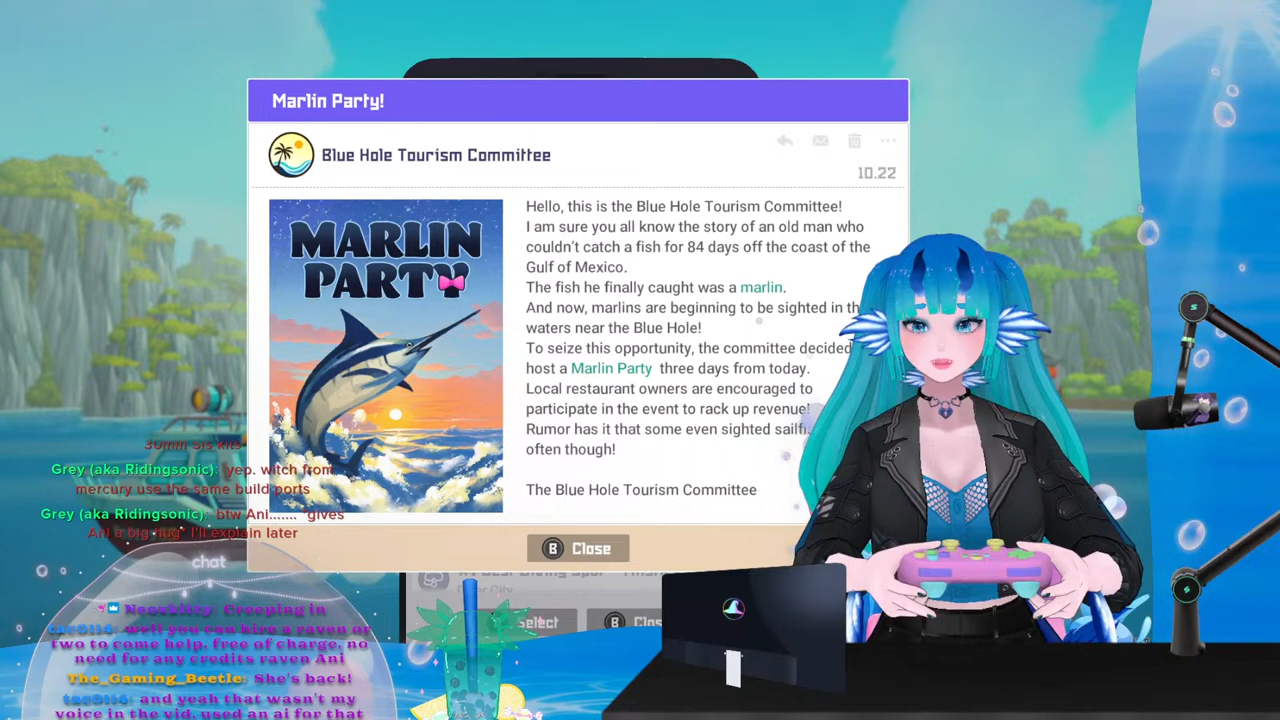 Marlin Party!
Blue Hole Tourism Committee
10.22
MARLIN
PARTY
Hello, this is the Blue Hole Tourism Committee!
I am sure you all know the story of an old man who
couldn't catch a fish for 84 days off the coast of the
Gulf of Mexico.
The fish he finally caught was a marlin.
And now, marlins are beginning to be sighted in th
waters near the Blue Hole!
To seize this opportunity, the committee decided
host a Marlin Party three days from today.
Local restaurant owners are encouraged to
participate in the event to rack up revenue!
Rumor has it that some even sighted sailfi
often though!
The Blue Hole Tourism Committee
B Close
30mm Sis kits
Grey (aka Ridingsonic): yep. witch from
mercury use the same build ports
Grey (aka Ridingsonic): btw Ani....... *gives
Ani a big hug* I'll explain later
chat
Neoxkitty: Creeping in
well you can hire a raven or
two to come help, free of charge, no
need for any credits raven Ani
The_Gaming_Beetle: She's back!
and yeah that wasn't my
voice in the vid, used an ai for that
B Clos